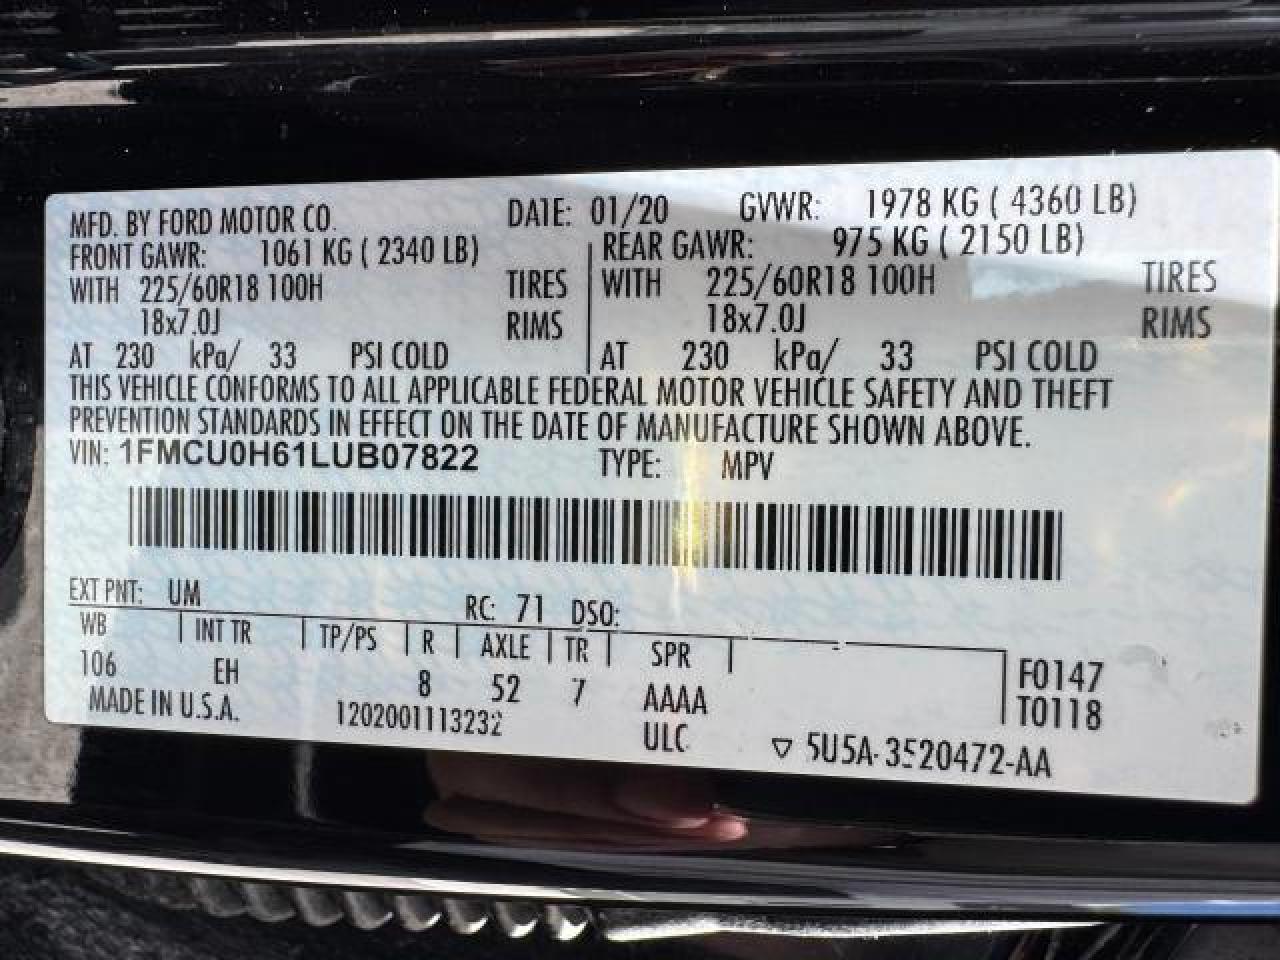 MFD. BY FORD MOTOR CO. DATE: 01/20 GVWR: 1978 KG ( 4360 LB)
FRONT GAWR: 1061 KG ( 2340 LB) REAR GAWR: 975 KG ( 2150 LB)
WITH 225/60R18 100H TIRES WITH 225/60R18 100H TIRES
18x7.0J RIMS 18x7.0J RIMS
AT 230 kPa/ 33 PSI COLD AT 230 kPa/ 33 PSI COLD
THIS VEHICLE CONFORMS TO ALL APPLICABLE FEDERAL MOTOR VEHICLE SAFETY AND THEFT
PREVENTION STANDARDS IN EFFECT ON THE DATE OF MANUFACTURE SHOWN ABOVE.
VIN: 1FMCU0H61LUB07822 TYPE: MPV
EXT PNT: UM RC: 71 DSO:
WB INT TR TP/PS R AXLE TR SPR
106 EH 8 52 7 AAAA F0147
MADE IN U.S.A. 1202001113232 ULC T0118
▽ 5U5A-3520472-AA